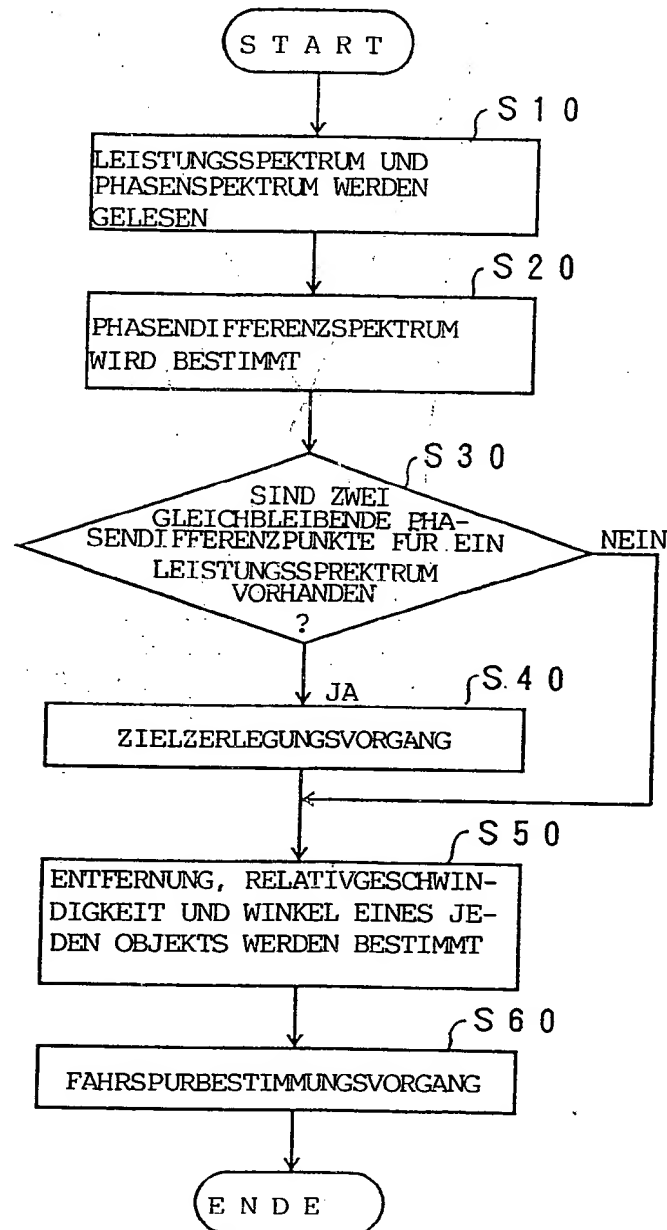 START
S10
LEISTUNGSSPEKTRUM UND
PHASENSPEKTRUM WERDEN
GELESEN
S20
PHASENDIFFERENZSPEKTRUM
WIRD BESTIMMT
S30
SIND ZWEI
GLEICHBLEIBENDE PHA-
SENDIFFERENZPUNKTE FÜR EIN
LEISTUNGSSPREKTRUM
VORHANDEN
?
NEIN
JA
S40
ZIELZERLEGUNGSVORGANG
S50
ENTFERNUNG, RELATIVGESCHWIN-
DIGKEIT UND WINKEL EINES JE-
DEN OBJEKTS WERDEN BESTIMMT
S60
FAHRSPURBESTIMMUNGSVORGANG
ENDE